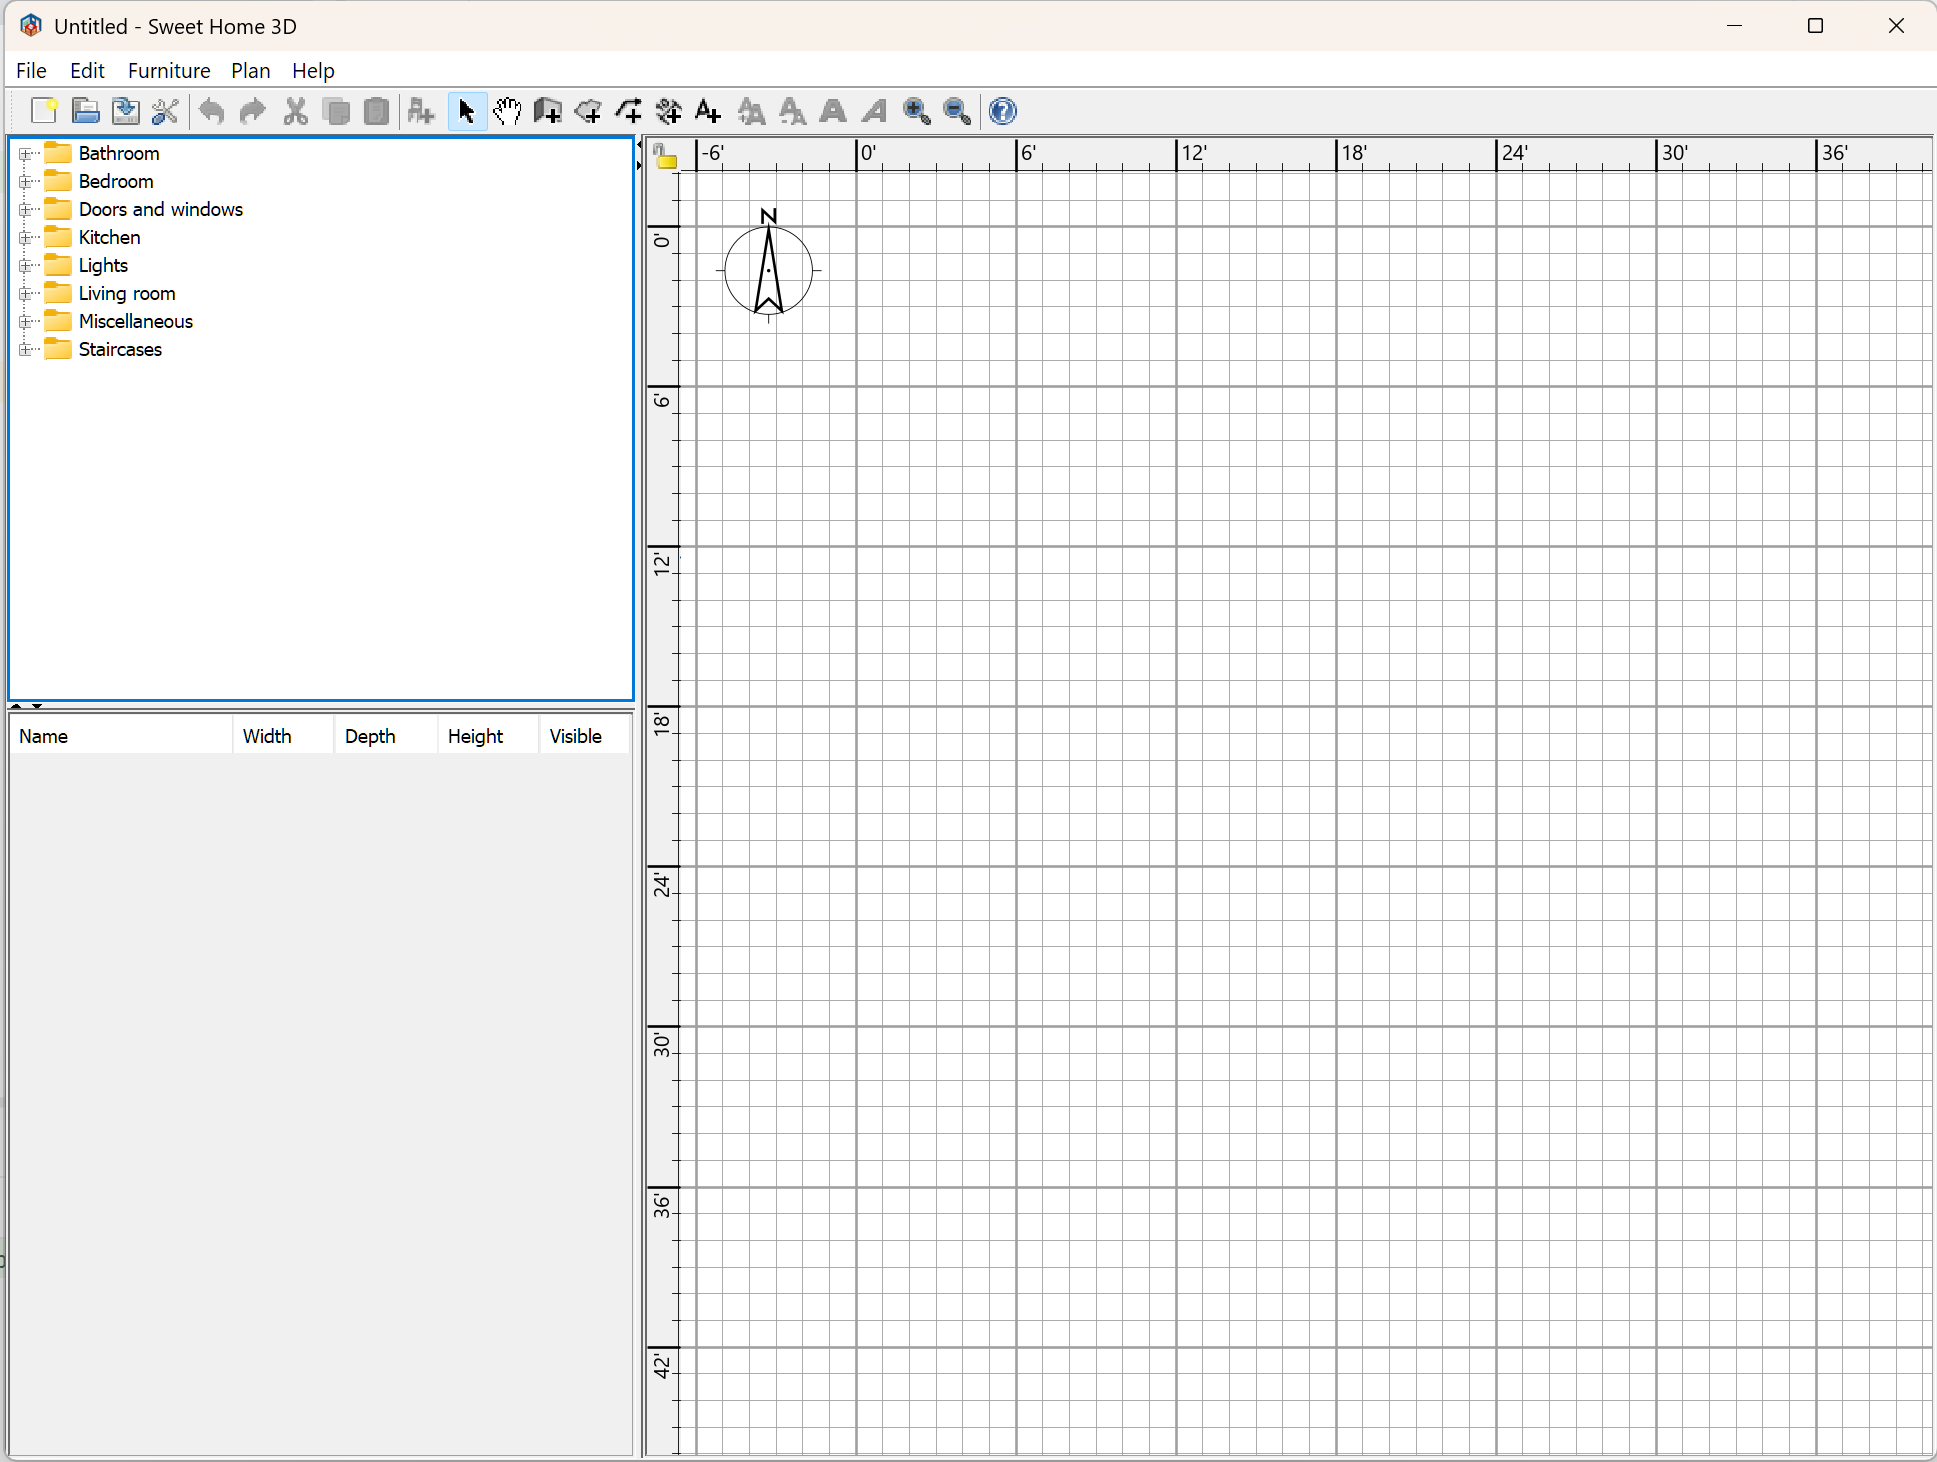 Untitled - Sweet Home 3D
File Edit Furniture Plan Help
Bathroom
Bedroom
Doors and windows
Kitchen
Lights
Living room
Miscellaneous
Staircases
Name Width Depth Height Visible
-6' 0' 6' 12' 18' 24' 30' 36'
N
0'
6'
12'
18'
24'
30'
36'
42'